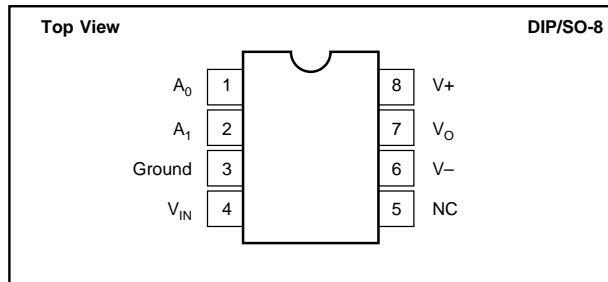 Top View DIP/SO-8
A0 1 8 V+
A1 2 7 VO
Ground 3 6 V–
VIN 4 5 NC